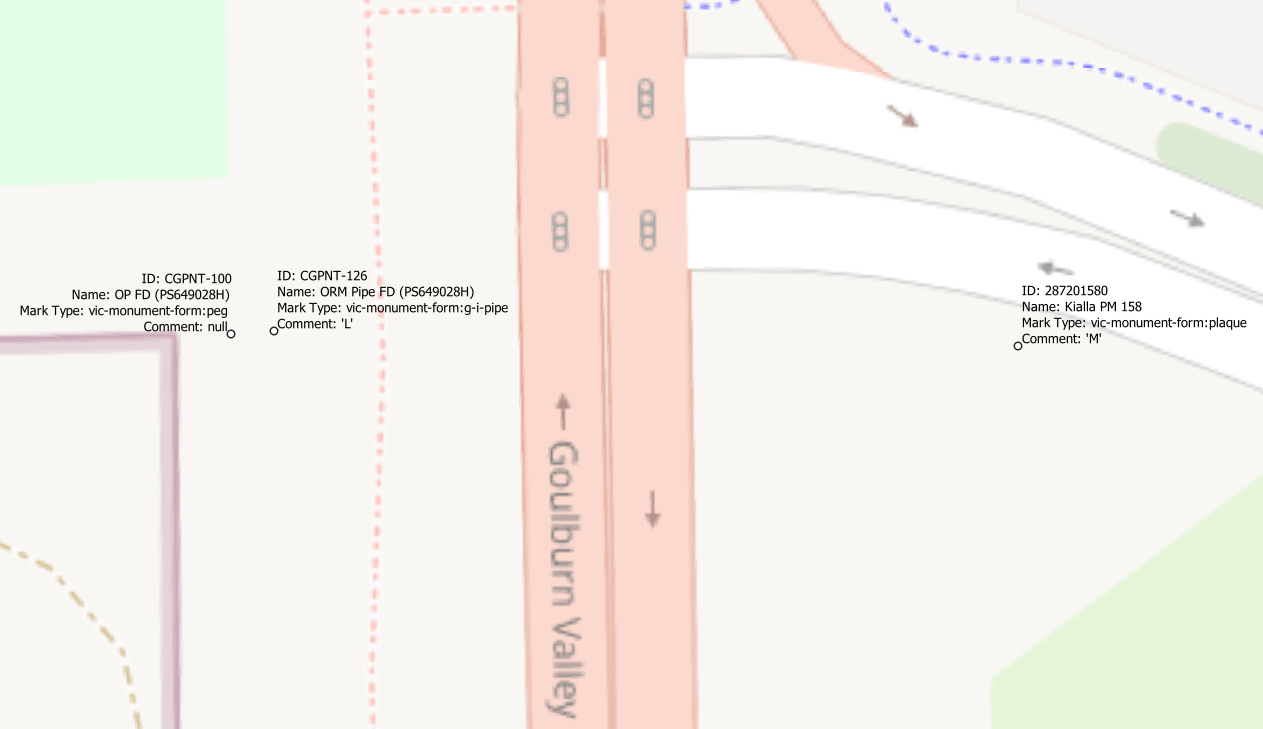 ID: CGPNT-100
Name: OP FD (PS649028H)
Mark Type: vic-monument-form:peg
Comment: null
ID: CGPNT-126
Name: ORM Pipe FD (PS649028H)
Mark Type: vic-monument-form:g-i-pipe
Comment: 'L'
ID: 287201580
Name: Kialla PM 158
Mark Type: vic-monument-form:plaque
Comment: 'M'
Goulburn Valley